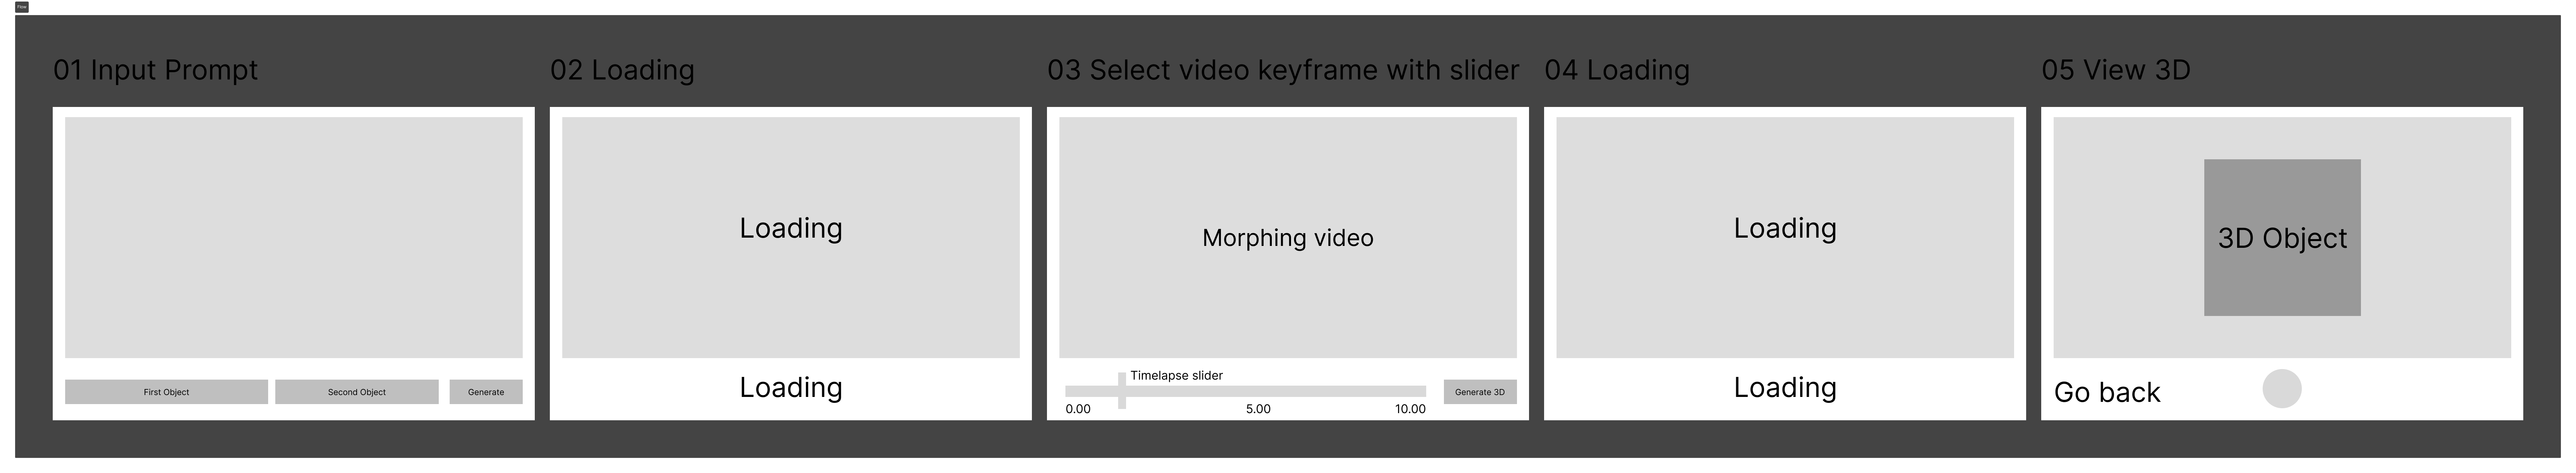 Flow
01 Input Prompt
02 Loading
03 Select video keyframe with slider
04 Loading
05 View 3D
First Object
Second Object
Generate
Loading
Loading
Morphing video
Timelapse slider
0.00
5.00
10.00
Generate 3D
Loading
Loading
3D Object
Go back